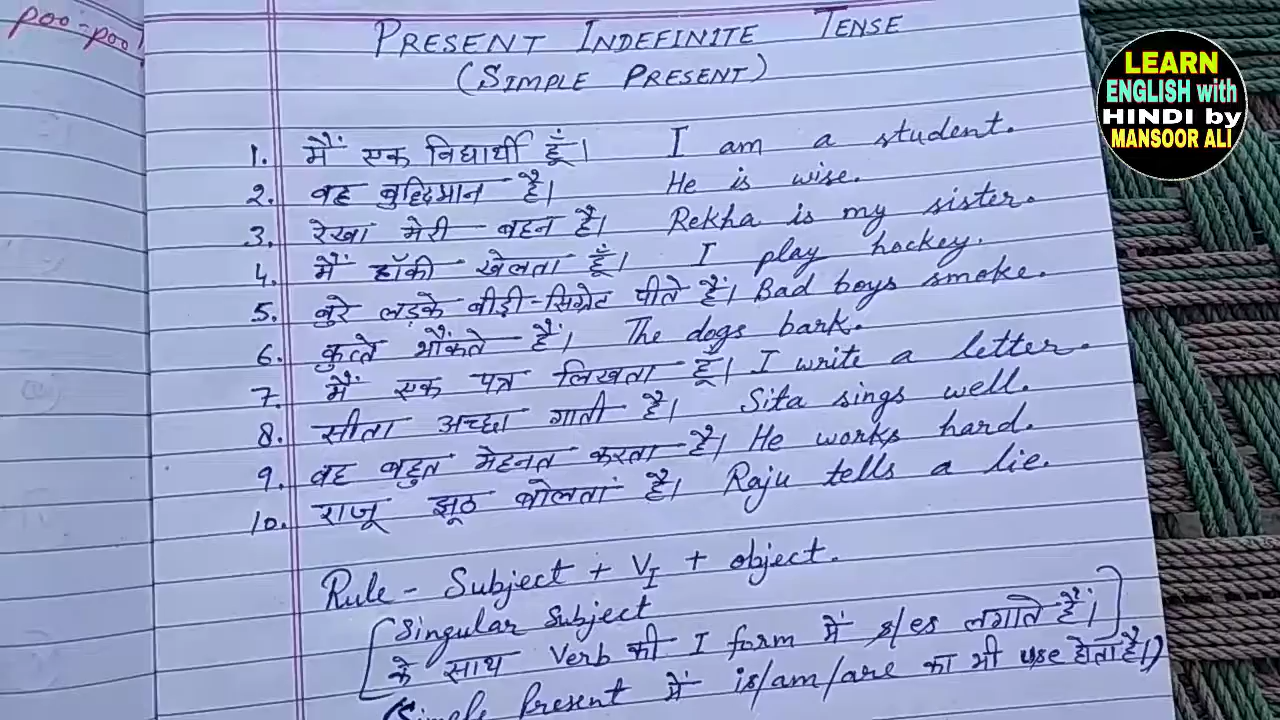 poo-poo
PRESENT INDEFINITE TENSE
(SIMPLE PRESENT)
LEARN
ENGLISH with
HINDI by
MANSOOR ALI
1. मैं एक विद्यार्थी हूँ। I am a student.
2. वह बुद्धिमान है। He is wise.
3. रेखा मेरी बहन है। Rekha is my sister.
4. मैं हॉकी खेलता हूँ। I play hockey.
5. बुरे लड़के बीड़ी-सिग्रेट पीते हैं। Bad boys smoke.
6. कुत्ते भौंकते हैं। The dogs bark.
7. मैं एक पत्र लिखता हूँ। I write a letter.
8. सीता अच्छा गाती है। Sita sings well.
9. वह बहुत मेहनत करता है। He works hard.
10. राजू झूठ बोलता है। Raju tells a lie.
Rule - Subject + V_I + object.
[Singular Subject
के साथ Verb की I form में s/es लगाते हैं।]
(Simple Present में is/am/are का भी use होता है।)